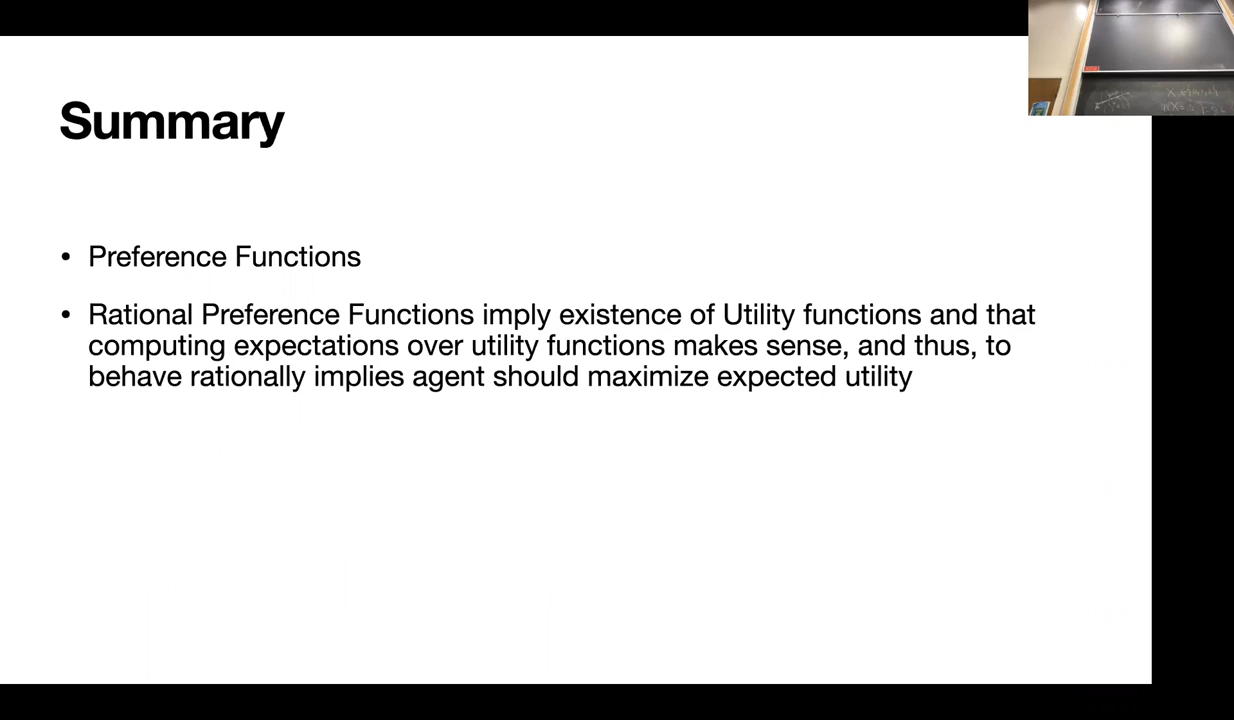 Summary
• Preference Functions
• Rational Preference Functions imply existence of Utility functions and that
computing expectations over utility functions makes sense, and thus, to
behave rationally implies agent should maximize expected utility